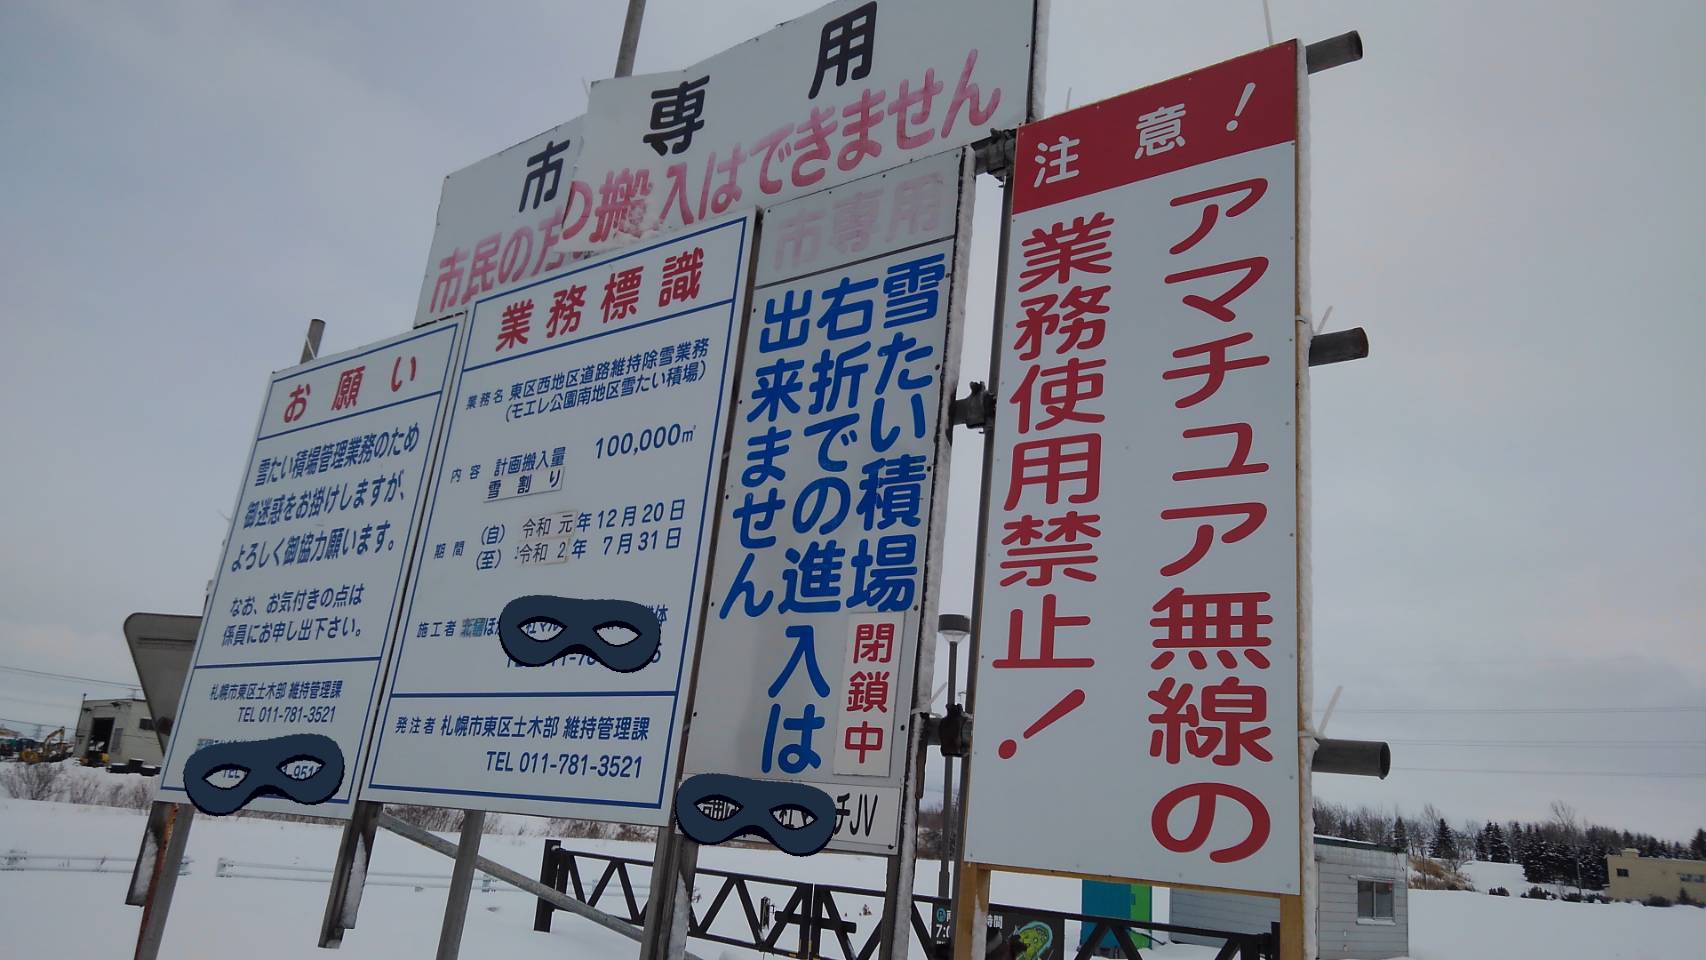 市専用
市民の方の搬入はできません
お願い
雪たい積場管理業務のため
御迷惑をお掛けしますが、
よろしく御協力願います。
なお、お気付きの点は
係員にお申し出下さい。
札幌市東区土木部 維持管理課
TEL 011-781-3521
業務標識
業務名 東区西地区道路維持除雪業務
(モエレ公園南地区雪たい積場)
内容 計画搬入量 100,000㎥
雪割り
期間 (自) 令和 元年12月20日
(至) 令和 2年 7月31日
施工者
発注者 札幌市東区土木部 維持管理課
TEL 011-781-3521
市専用
雪たい積場
閉鎖中
右折での進入は
出来ません
JV
注意!
アマチュア無線の
業務使用禁止!